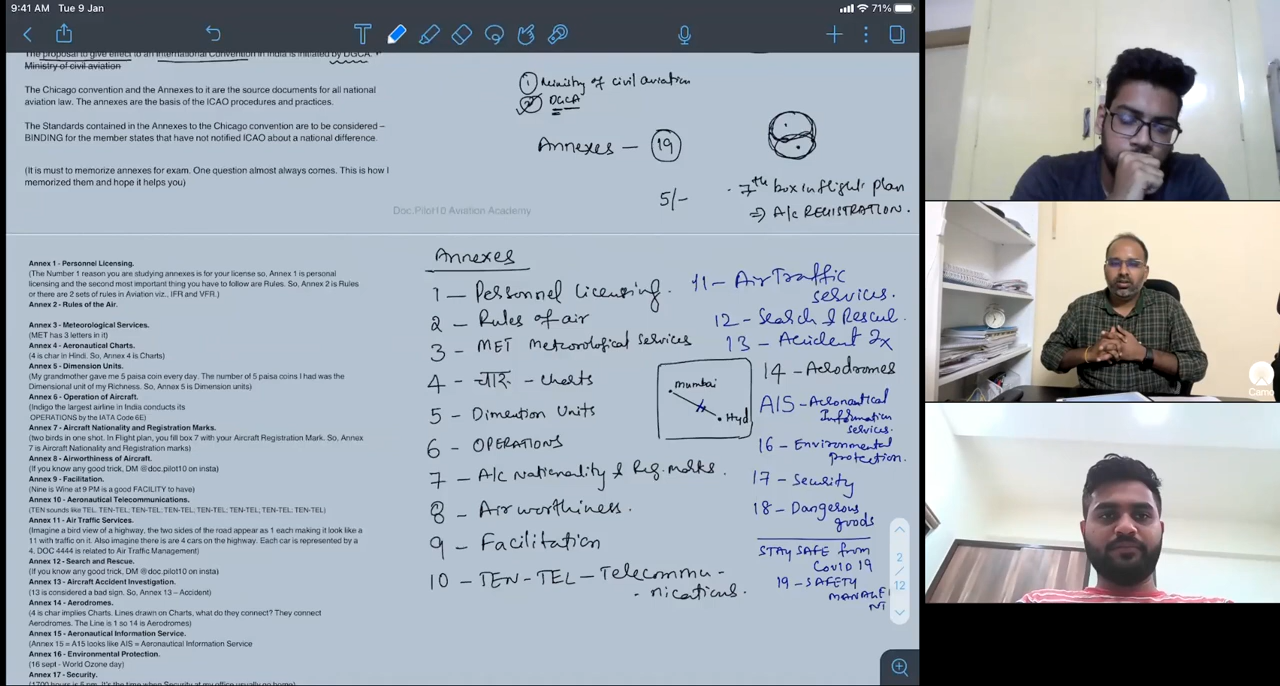 9:41 AM Tue 9 Jan
71%
The proposal to give effect to an International Convention in India is initiated by DGCA.
Ministry of civil aviation
The Chicago convention and the Annexes to it are the source documents for all national
aviation law. The annexes are the basis of the ICAO procedures and practices.
The Standards contained in the Annexes to the Chicago convention are to be considered –
BINDING for the member states that have not notified ICAO about a national difference.
(It is must to memorize annexes for exam. One question almost always comes. This is how I
memorized them and hope it helps you)
1 Ministry of civil aviation
2 DGCA
Annexes — 19
5/-
· 7th box in flight plan
⇒ A/c REGISTRATION.
Doc.Pilot10 Aviation Academy
Annex 1 - Personnel Licensing.
(The Number 1 reason you are studying annexes is for your license so, Annex 1 is personal
licensing and the second most important thing you have to follow are Rules. So, Annex 2 is Rules
or there are 2 sets of rules in Aviation viz., IFR and VFR.)
Annex 2 - Rules of the Air.
Annex 3 - Meteorological Services.
(MET has 3 letters in it)
Annex 4 - Aeronautical Charts.
(4 is char in Hindi. So, Annex 4 is Charts)
Annex 5 - Dimension Units.
(My grandmother gave me 5 paisa coin every day. The number of 5 paisa coins I had was the
Dimensional unit of my Richness. So, Annex 5 is Dimension units)
Annex 6 - Operation of Aircraft.
(Indigo the largest airline in India conducts its
OPERATIONS by the IATA Code 6E)
Annex 7 - Aircraft Nationality and Registration Marks.
(two birds in one shot. In Flight plan, you fill box 7 with your Aircraft Registration Mark. So, Annex
7 is Aircraft Nationality and Registration marks)
Annex 8 - Airworthiness of Aircraft.
(If you know any good trick, DM @doc.pilot10 on insta)
Annex 9 - Facilitation.
(Nine is Wine at 9 PM is a good FACILITY to have)
Annex 10 - Aeronautical Telecommunications.
(TEN sounds like TEL. TEN-TEL; TEN-TEL; TEN-TEL; TEN-TEL; TEN-TEL; TEN-TEL; TEN-TEL)
Annex 11 - Air Traffic Services.
(Imagine a bird view of a highway, the two sides of the road appear as 1 each making it look like a
11 with traffic on it. Also imagine there are 4 cars on the highway. Each car is represented by a
4. DOC 4444 is related to Air Traffic Management)
Annex 12 - Search and Rescue.
(If you know any good trick, DM @doc.pilot10 on insta)
Annex 13 - Aircraft Accident Investigation.
(13 is considered a bad sign. So, Annex 13 – Accident)
Annex 14 - Aerodromes.
(4 is char implies Charts. Lines drawn on Charts, what do they connect? They connect
Aerodromes. The Line is 1 so 14 is Aerodromes)
Annex 15 - Aeronautical Information Service.
(Annex 15 = A15 looks like AIS = Aeronautical Information Service
Annex 16 - Environmental Protection.
(16 sept - World Ozone day)
Annex 17 - Security.
(1700 hours is 5 pm. It's the time when Security at my office usually go home)
Annexes
1 — Personnel Licensing.
2 — Rules of air
3 — MET Meteorological Services
4 — चार - charts
5 — Dimention Units
6 — OPERATIONS
7 — A/c Nationality & Reg. marks.
8 — Air worthiness.
9 — Facilitation
10 — TEN-TEL — Telecommu-
nications.
Mumbai
Hyd
11 — Air Traffic
services.
12 — Search & Rescue.
13 — Accident
14 — Aerodromes
AIS — Aeronautical
Information
services.
16 — Environmental
protection.
17 — Security
18 — Dangerous
goods
STAY SAFE from
Covid 19
19 — SAFETY
MANAGEMENT
2
12
Camo